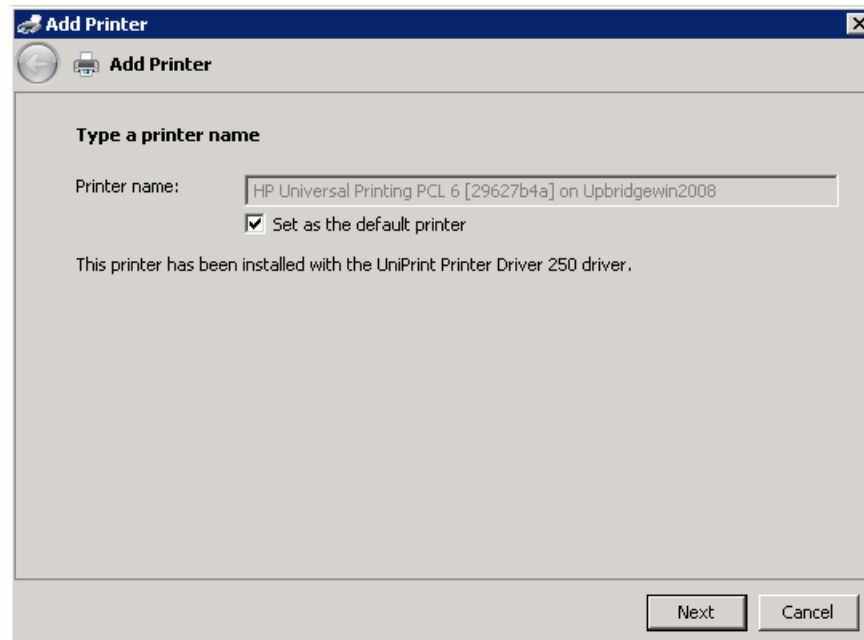 Add Printer
Add Printer
Type a printer name
Printer name: HP Universal Printing PCL 6 [29627b4a] on Upbridgewin2008
Set as the default printer
This printer has been installed with the UniPrint Printer Driver 250 driver.
Next Cancel